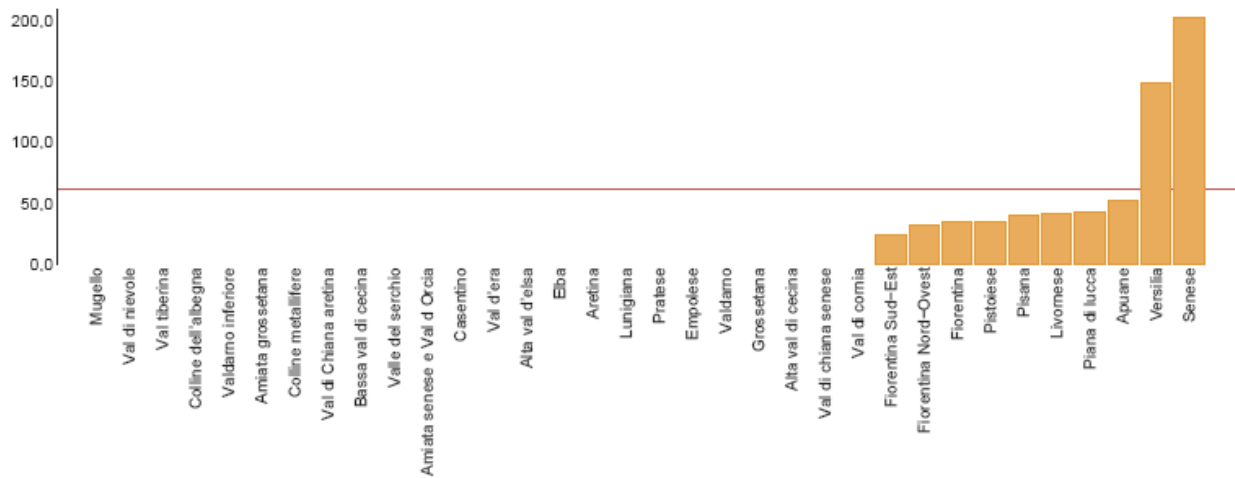 200,0
150,0
100,0
50,0
0,0
Mugello
Val di nievole
Val tiberina
Colline dell'albegna
Valdarno inferiore
Amiata grossetana
Colline metallifere
Val di Chiana aretina
Bassa val di cecina
Valle del serchio
Amiata senese e Val d Orcia
Casentino
Val d'era
Alta val d'elsa
Elba
Aretina
Lunigiana
Pratese
Empolese
Valdarno
Grossetana
Alta val di cecina
Val di chiana senese
Val di cornia
Fiorentina Sud−Est
Fiorentina Nord−Ovest
Fiorentina
Pistoiese
Pisana
Livornese
Piana di lucca
Apuane
Versilia
Senese